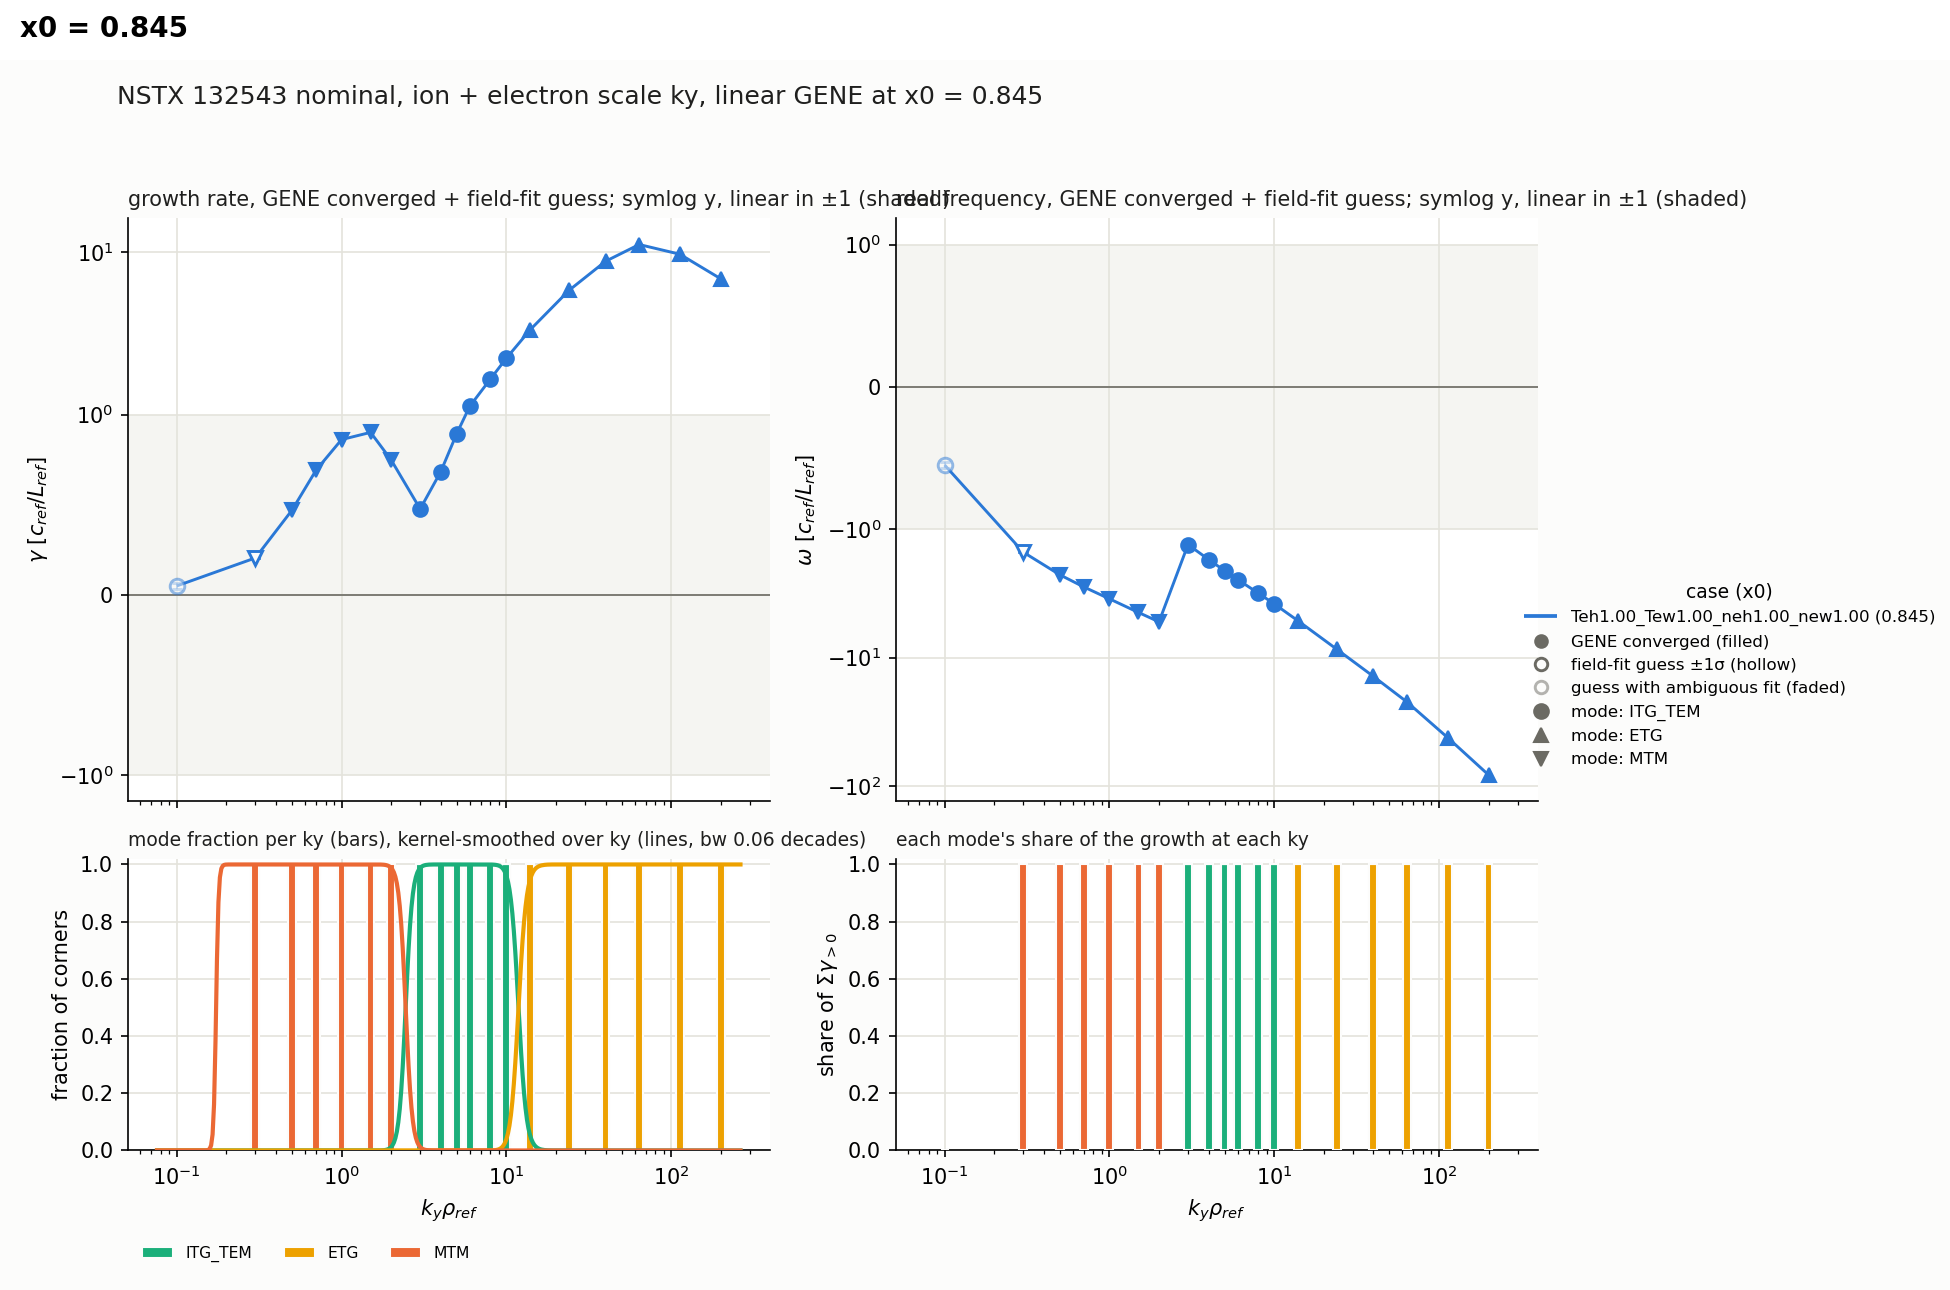 x0 = 0.845
NSTX 132543 nominal, ion + electron scale ky, linear GENE at x0 = 0.845
growth rate, GENE converged + field-fit guess; symlog y, linear in ±1 (shaded)
real frequency, GENE converged + field-fit guess; symlog y, linear in ±1 (shaded)
10¹
10⁰
0
−10⁰
γ [c_ref/L_ref]
10⁰
0
−10⁰
−10¹
−10²
ω [c_ref/L_ref]
case (x0)
Teh1.00_Tew1.00_neh1.00_new1.00 (0.845)
GENE converged (filled)
field-fit guess ±1σ (hollow)
guess with ambiguous fit (faded)
mode: ITG_TEM
mode: ETG
mode: MTM
mode fraction per ky (bars), kernel-smoothed over ky (lines, bw 0.06 decades)
each mode's share of the growth at each ky
1.0
0.8
0.6
0.4
0.2
0.0
fraction of corners
10⁻¹ 10⁰ 10¹ 10²
k_yρ_ref
1.0
0.8
0.6
0.4
0.2
0.0
share of Σγ_{>0}
10⁻¹ 10⁰ 10¹ 10²
k_yρ_ref
ITG_TEM ETG MTM